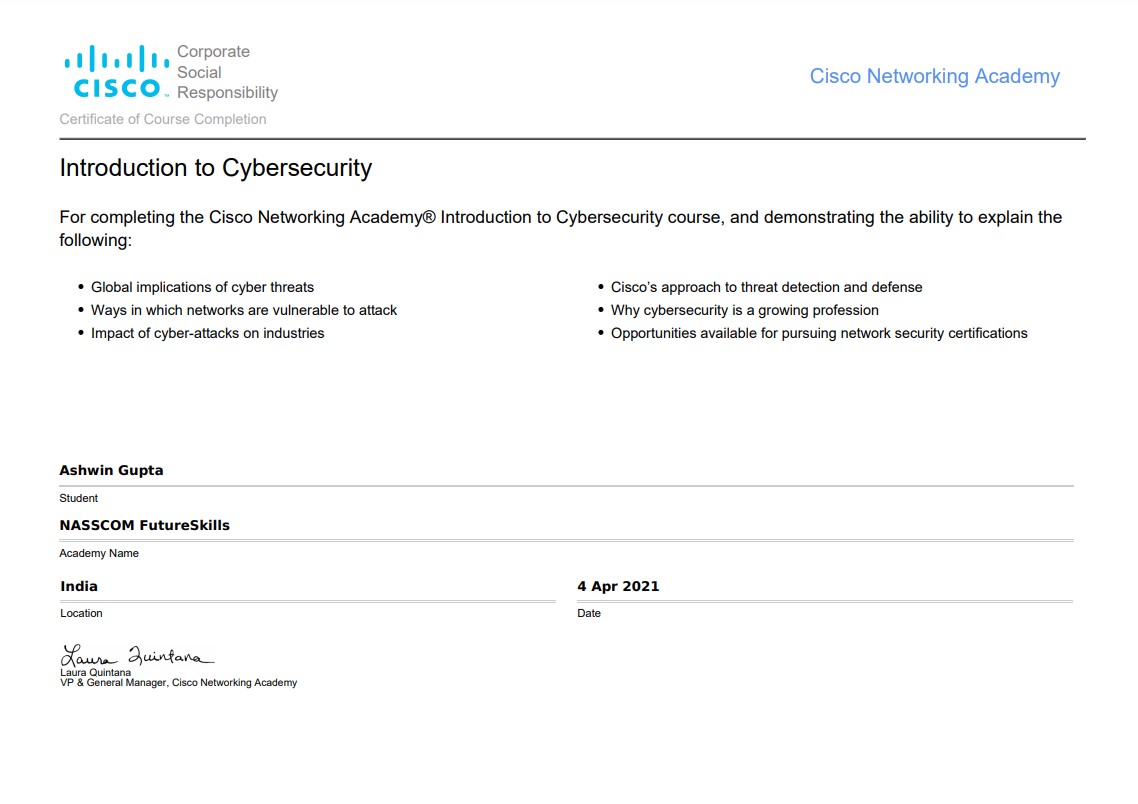 CISCO
Corporate
Social
Responsibility
Cisco Networking Academy
Certificate of Course Completion
Introduction to Cybersecurity
For completing the Cisco Networking Academy® Introduction to Cybersecurity course, and demonstrating the ability to explain the
following:
• Global implications of cyber threats
• Ways in which networks are vulnerable to attack
• Impact of cyber-attacks on industries
• Cisco’s approach to threat detection and defense
• Why cybersecurity is a growing profession
• Opportunities available for pursuing network security certifications
Ashwin Gupta
Student
NASSCOM FutureSkills
Academy Name
India
Location
4 Apr 2021
Date
Laura Quintana
Laura Quintana
VP & General Manager, Cisco Networking Academy